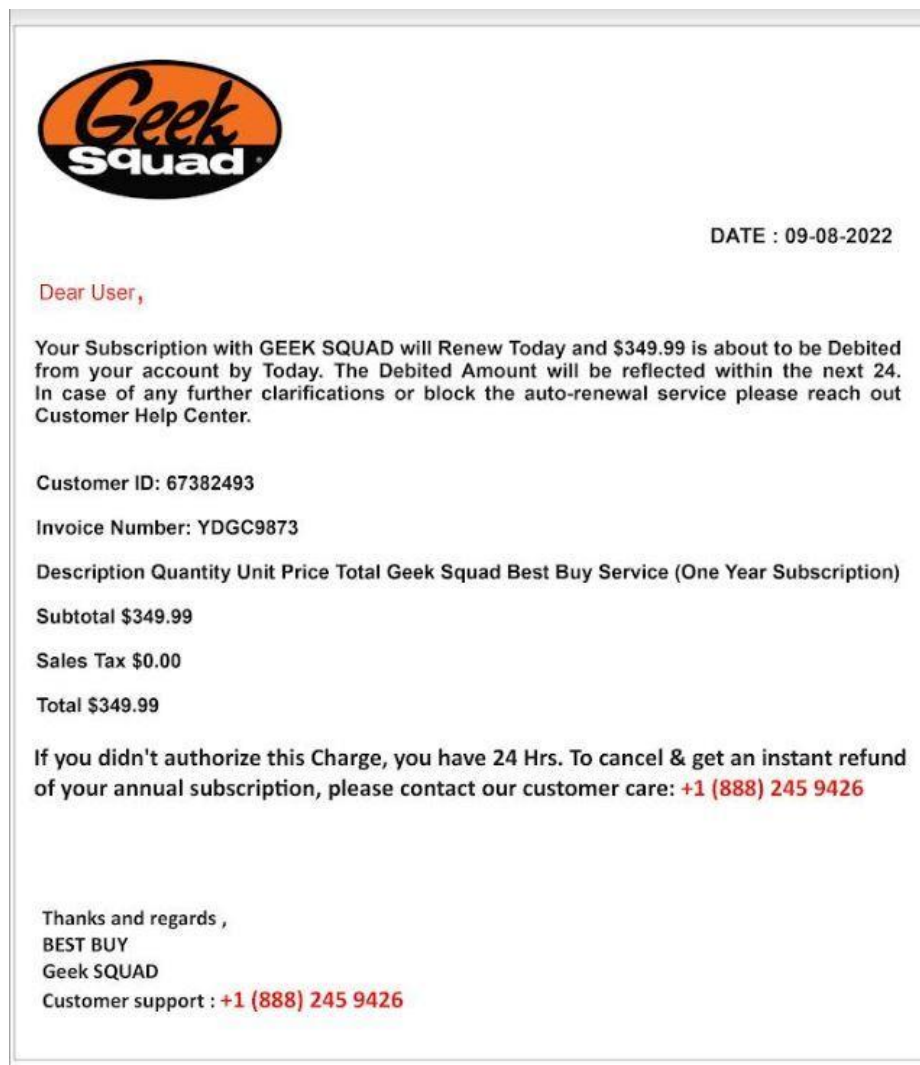 Geek
Squad
DATE : 09-08-2022
Dear User,
Your Subscription with GEEK SQUAD will Renew Today and $349.99 is about to be Debited
from your account by Today. The Debited Amount will be reflected within the next 24.
In case of any further clarifications or block the auto-renewal service please reach out
Customer Help Center.
Customer ID: 67382493
Invoice Number: YDGC9873
Description Quantity Unit Price Total Geek Squad Best Buy Service (One Year Subscription)
Subtotal $349.99
Sales Tax $0.00
Total $349.99
If you didn't authorize this Charge, you have 24 Hrs. To cancel & get an instant refund
of your annual subscription, please contact our customer care: +1 (888) 245 9426
Thanks and regards ,
BEST BUY
Geek SQUAD
Customer support : +1 (888) 245 9426